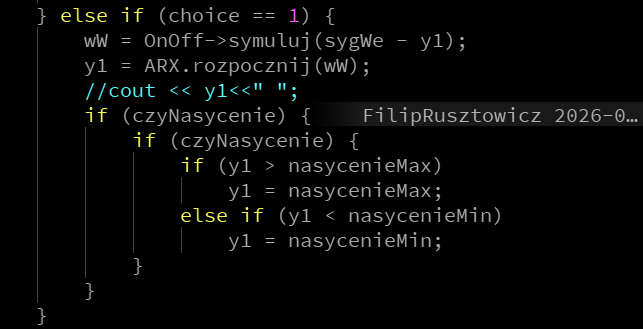 } else if (choice == 1) {
wW = OnOff->symuluj(sygWe - y1);
y1 = ARX.rozpocznij(wW);
//cout << y1<<" ";
if (czyNasycenie) { FilipRusztowicz 2026-0…
if (czyNasycenie) {
if (y1 > nasycenieMax)
y1 = nasycenieMax;
else if (y1 < nasycenieMin)
y1 = nasycenieMin;
}
}
}